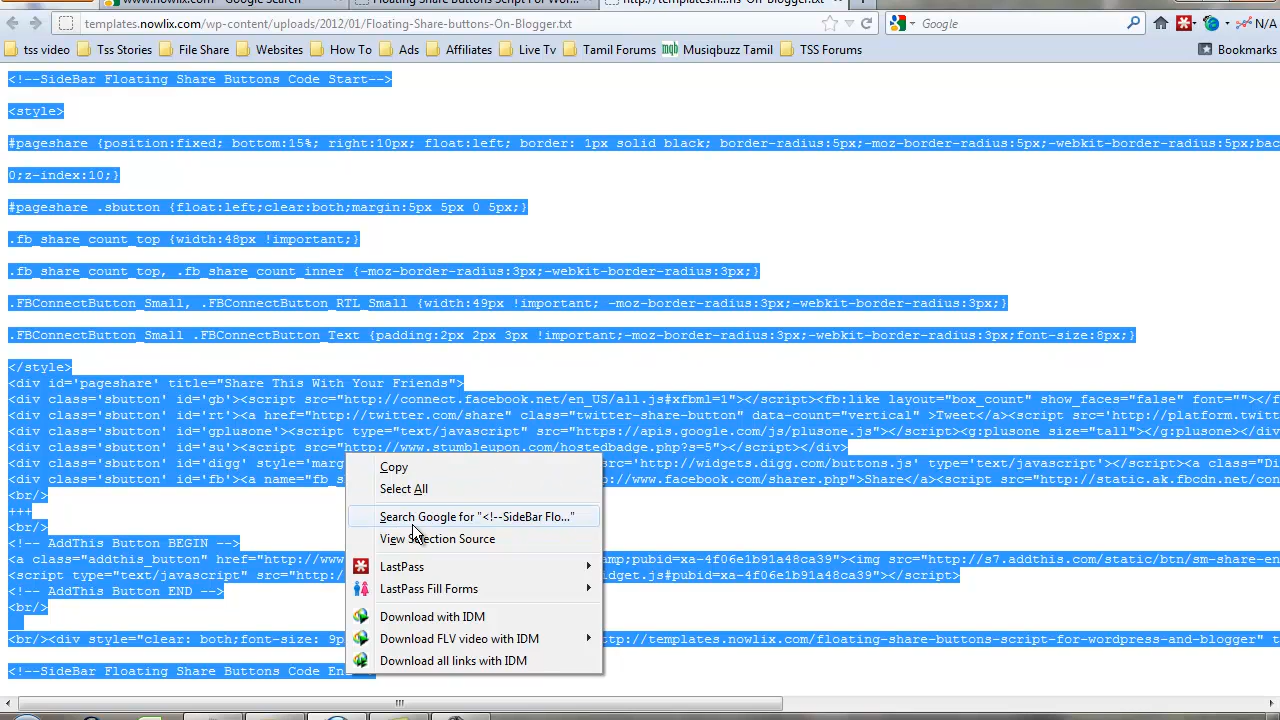 www.nowlix.com - Google Search
Floating Share Buttons Script For Wor...
http://templates.n...ns-On-Blogger.txt
templates.nowlix.com/wp-content/uploads/2012/01/Floating-Share-buttons-On-Blogger.txt
Google
N/A
tss video
Tss Stories
File Share
Websites
How To
Ads
Affiliates
Live Tv
Tamil Forums
mqb Musiqbuzz Tamil
TSS Forums
Bookmarks
<!--SideBar Floating Share Buttons Code Start-->
<style>
#pageshare {position:fixed; bottom:15%; right:10px; float:left; border: 1px solid black; border-radius:5px;-moz-border-radius:5px;-webkit-border-radius:5px;bac
0;z-index:10;}
#pageshare .sbutton {float:left;clear:both;margin:5px 5px 0 5px;}
.fb_share_count_top {width:48px !important;}
.fb_share_count_top, .fb_share_count_inner {-moz-border-radius:3px;-webkit-border-radius:3px;}
.FBConnectButton_Small, .FBConnectButton_RTL_Small {width:49px !important; -moz-border-radius:3px;-webkit-border-radius:3px;}
.FBConnectButton_Small .FBConnectButton_Text {padding:2px 2px 3px !important;-moz-border-radius:3px;-webkit-border-radius:3px;font-size:8px;}
</style>
<div id='pageshare' title="Share This With Your Friends">
<div class='sbutton' id='gb'><script src="http://connect.facebook.net/en_US/all.js#xfbml=1"></script><fb:like layout="box_count" show_faces="false" font=""></f
<div class='sbutton' id='rt'><a href="http://twitter.com/share" class="twitter-share-button" data-count="vertical" >Tweet</a><script src='http://platform.twitt
<div class='sbutton' id='gplusone'><script type="text/javascript" src="https://apis.google.com/js/plusone.js"></script><g:plusone size="tall"></g:plusone></div
<div class='sbutton' id='su'><script src="http://www.stumbleupon.com/hostedbadge.php?s=5"></script></div>
<div class='sbutton' id='digg' style='marg ='http://widgets.digg.com/buttons.js' type='text/javascript'></script><a class="Di
<div class='sbutton' id='fb'><a name="fb_s ://www.facebook.com/sharer.php">Share</a><script src="http://static.ak.fbcdn.net/con
<br/>
+++
<br/>
<!-- AddThis Button BEGIN -->
<a class="addthis_button" href="http://www amp;pubid=xa-4f06e1b91a48ca39"><img src="http://s7.addthis.com/static/btn/sm-share-en
<script type="text/javascript" src="http:/ dget.js#pubid=xa-4f06e1b91a48ca39"></script>
<!-- AddThis Button END -->
<br/>
<br/><div style="clear: both;font-size: 9p ttp://templates.nowlix.com/floating-share-buttons-script-for-wordpress-and-blogger" t
<!--SideBar Floating Share Buttons Code End-->
Copy
Select All
Search Google for "<!--SideBar Flo..."
View Selection Source
LastPass
LastPass Fill Forms
Download with IDM
Download FLV video with IDM
Download all links with IDM